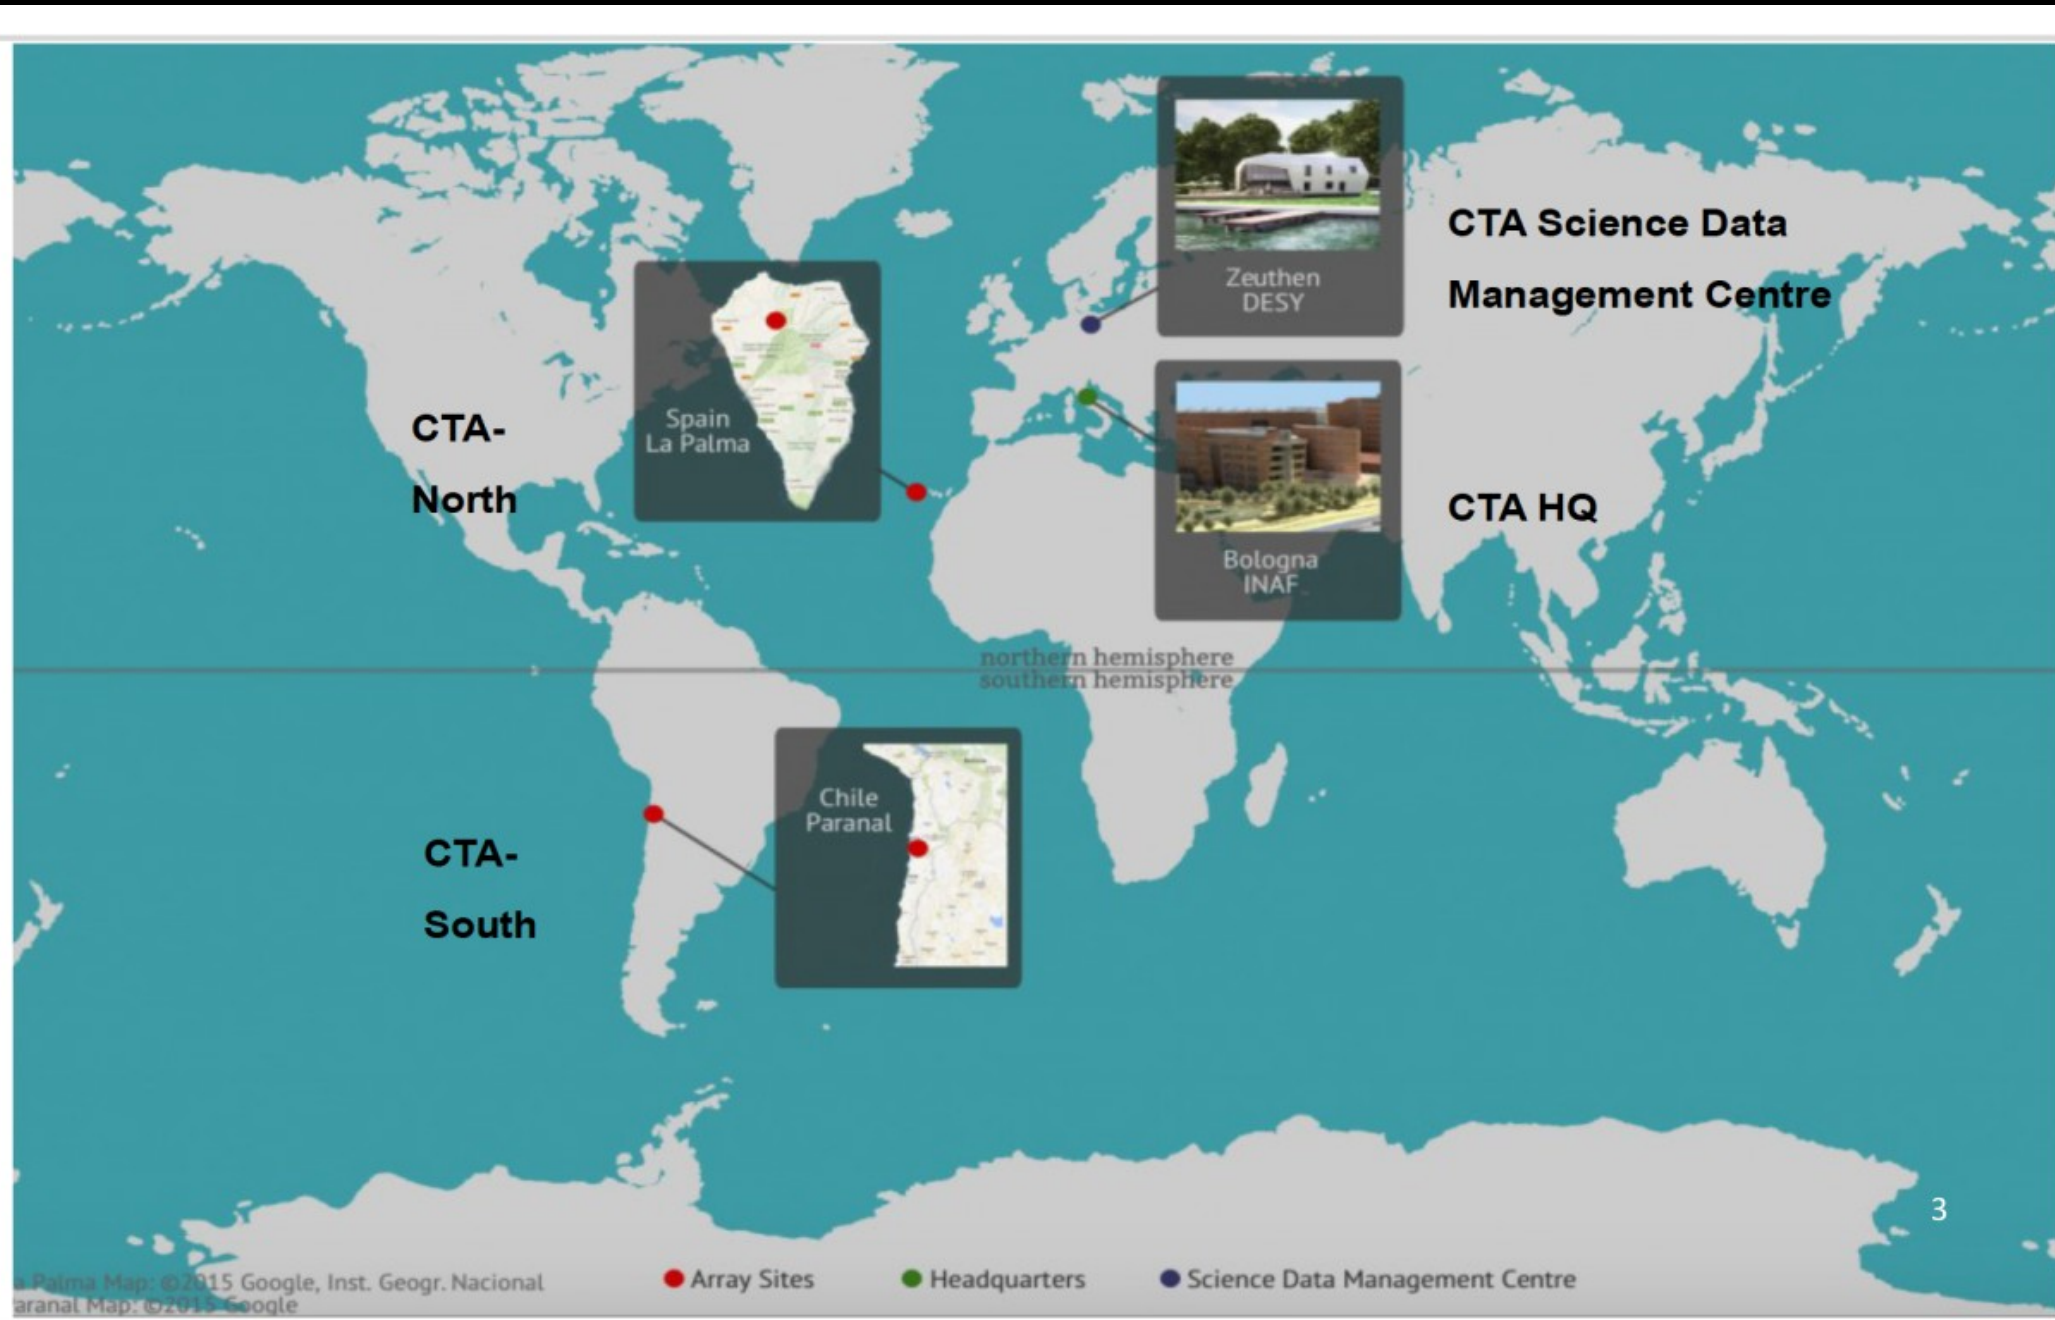 CTA Science Data
Management Centre
Zeuthen
DESY
CTA-
North
Spain
La Palma
CTA HQ
Bologna
INAF
northern hemisphere
southern hemisphere
Chile
Paranal
CTA-
South
3
a Palma Map: ©2015 Google, Inst. Geogr. Nacional
aranal Map: ©2015 Google
Array Sites
Headquarters
Science Data Management Centre